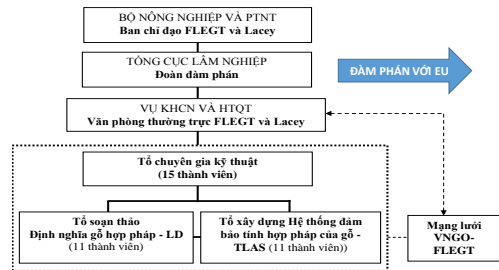 BỘ NÔNG NGHIỆP VÀ PTNT
Ban chỉ đạo FLEGT và Lacey
TỔNG CỤC LÂM NGHIỆP
Đoàn đàm phán
ĐÀM PHÁN VỚI EU
VỤ KHCN VÀ HTQT
Văn phòng thường trực FLEGT và Lacey
Tổ chuyên gia kỹ thuật
(15 thành viên)
Tổ soạn thảo
Định nghĩa gỗ hợp pháp - LD
(11 thành viên)
Tổ xây dựng Hệ thống đảm
bảo tính hợp pháp của gỗ -
TLAS (11 thành viên))
Mạng lưới
VNGO-
FLEGT